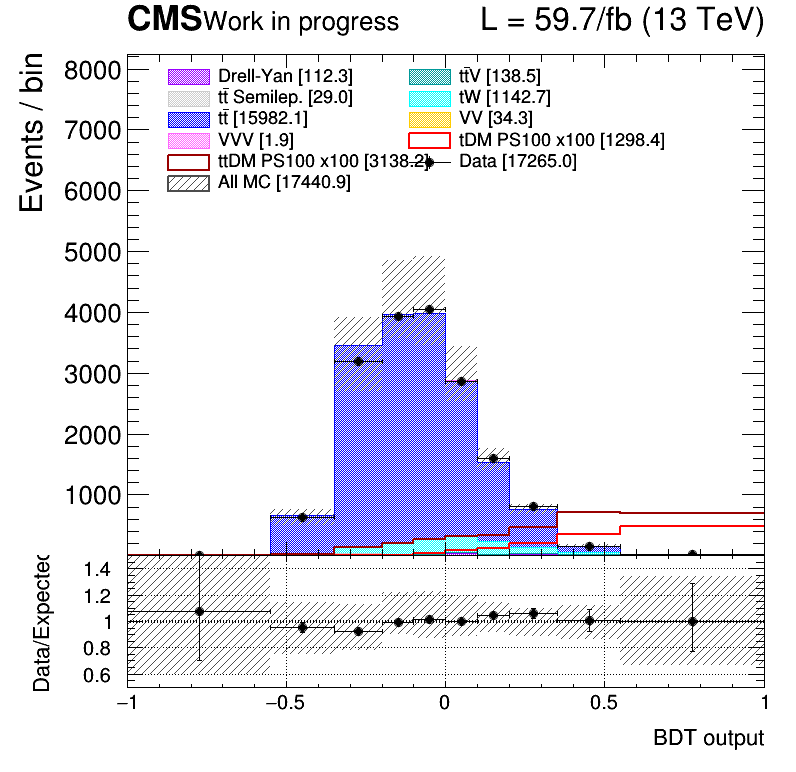 CMS Work in progress L = 59.7/fb (13 TeV)
Events / bin
8000
7000
6000
5000
4000
3000
2000
1000
Drell-Yan [112.3]
tt̄V [138.5]
tt̄ Semilep. [29.0]
tW [1142.7]
tt̄ [15982.1]
VV [34.3]
VVV [1.9]
tDM PS100 x100 [1298.4]
ttDM PS100 x100 [3138.2]
Data [17265.0]
All MC [17440.9]
Data/Expected
1.4
1.2
1
0.8
0.6
−1 −0.5 0 0.5 1
BDT output